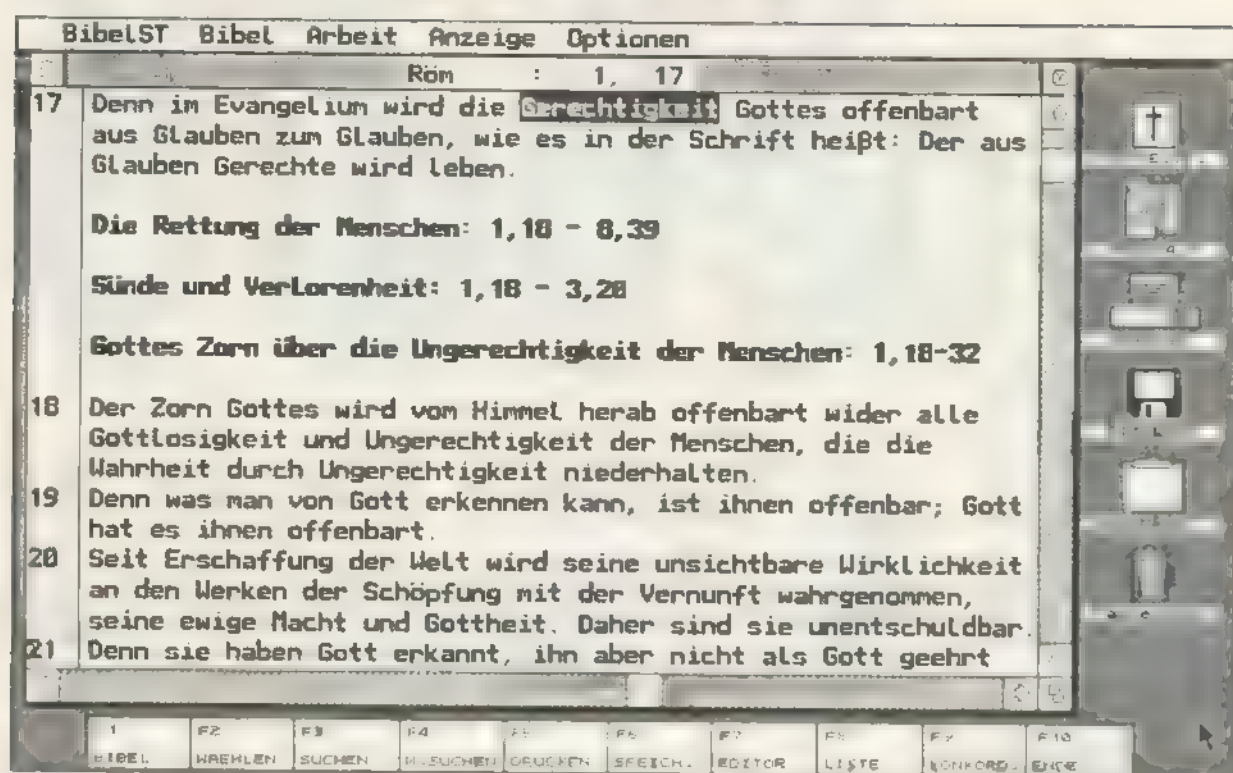 BibelST Bibel Arbeit Anzeige Optionen
Röm : 1, 17
17 Denn im Evangelium wird die Gerechtigkeit Gottes offenbart
aus Glauben zum Glauben, wie es in der Schrift heißt: Der aus
Glauben Gerechte wird leben.
Die Rettung der Menschen: 1,18 - 8,39
Sünde und Verlorenheit: 1,18 - 3,20
Gottes Zorn über die Ungerechtigkeit der Menschen: 1,18-32
18 Der Zorn Gottes wird vom Himmel herab offenbart wider alle
Gottlosigkeit und Ungerechtigkeit der Menschen, die die
Wahrheit durch Ungerechtigkeit niederhalten.
19 Denn was man von Gott erkennen kann, ist ihnen offenbar; Gott
hat es ihnen offenbart.
20 Seit Erschaffung der Welt wird seine unsichtbare Wirklichkeit
an den Werken der Schöpfung mit der Vernunft wahrgenommen,
seine ewige Macht und Gottheit. Daher sind sie unentschuldbar.
21 Denn sie haben Gott erkannt, ihn aber nicht als Gott geehrt
1 F2 F3 F4 F5 F6 F7 F8 F9 F10
BIBEL WAEHLEN SUCHEN W.SUCHEN DRUCKEN SPEICH. EDITOR LISTE KONKORD. ENDE